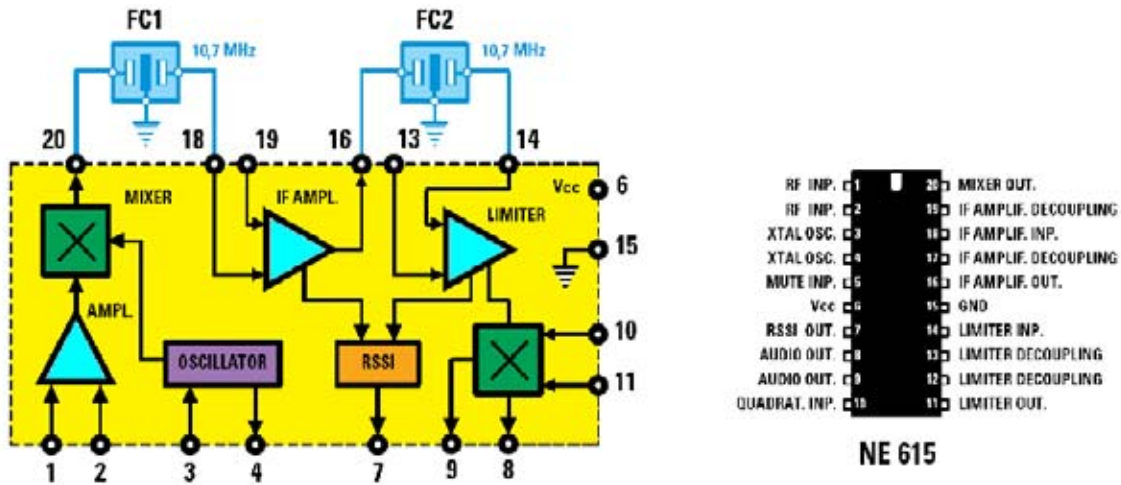 FC1
FC2
10,7 MHz
10,7 MHz
20
18
19
16
13
14
MIXER
IF AMPL.
LIMITER
Vcc
6
15
AMPL.
OSCILLATOR
RSSI
10
11
1
2
3
4
7
9
8
RF INP. 1
20 MIXER OUT.
RF INP. 2
19 IF AMPLIF. DECOUPLING
XTAL OSC. 3
18 IF AMPLIF. INP.
XTAL OSC. 4
17 IF AMPLIF. DECOUPLING
MUTE INP. 5
16 IF AMPLIF. OUT.
Vcc 6
15 GND
RSSI OUT. 7
14 LIMITER INP.
AUDIO OUT. 8
13 LIMITER DECOUPLING
AUDIO OUT. 9
12 LIMITER DECOUPLING
QUADRAT. INP. 10
11 LIMITER OUT.
NE 615